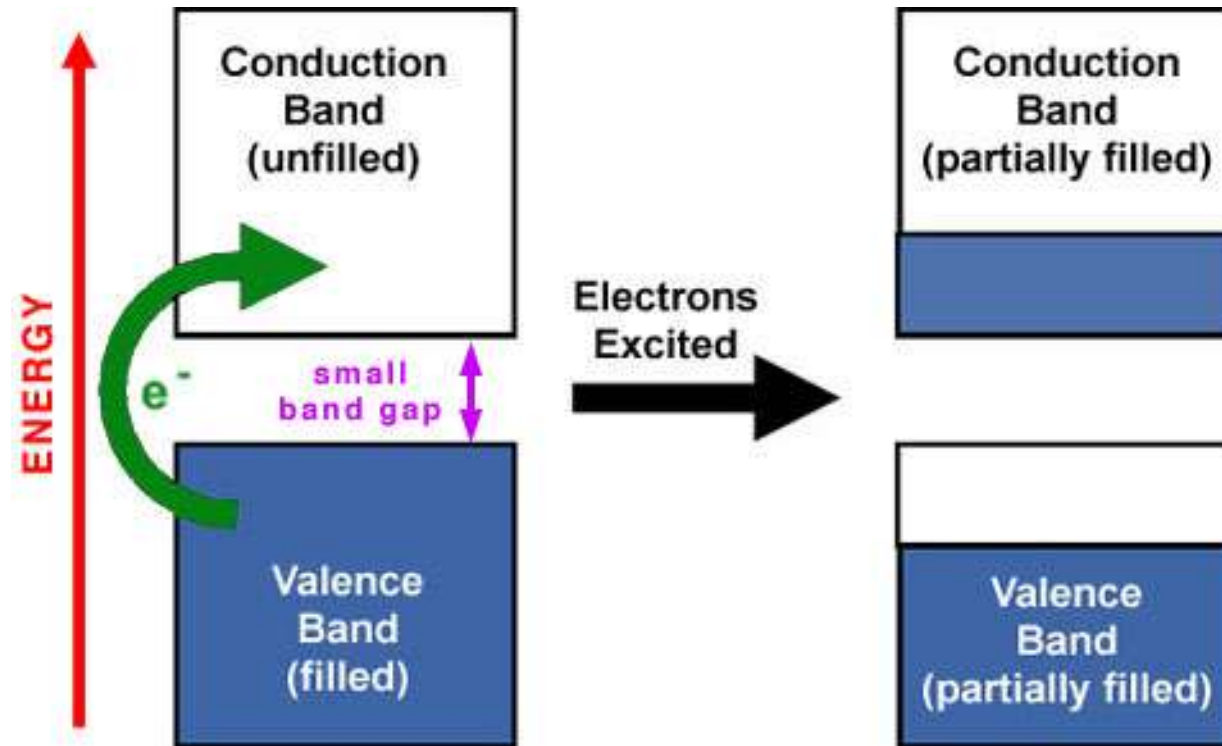 ENERGY
Conduction
Band
(unfilled)
e-
small
band gap
Valence
Band
(filled)
Electrons
Excited
Conduction
Band
(partially filled)
Valence
Band
(partially filled)